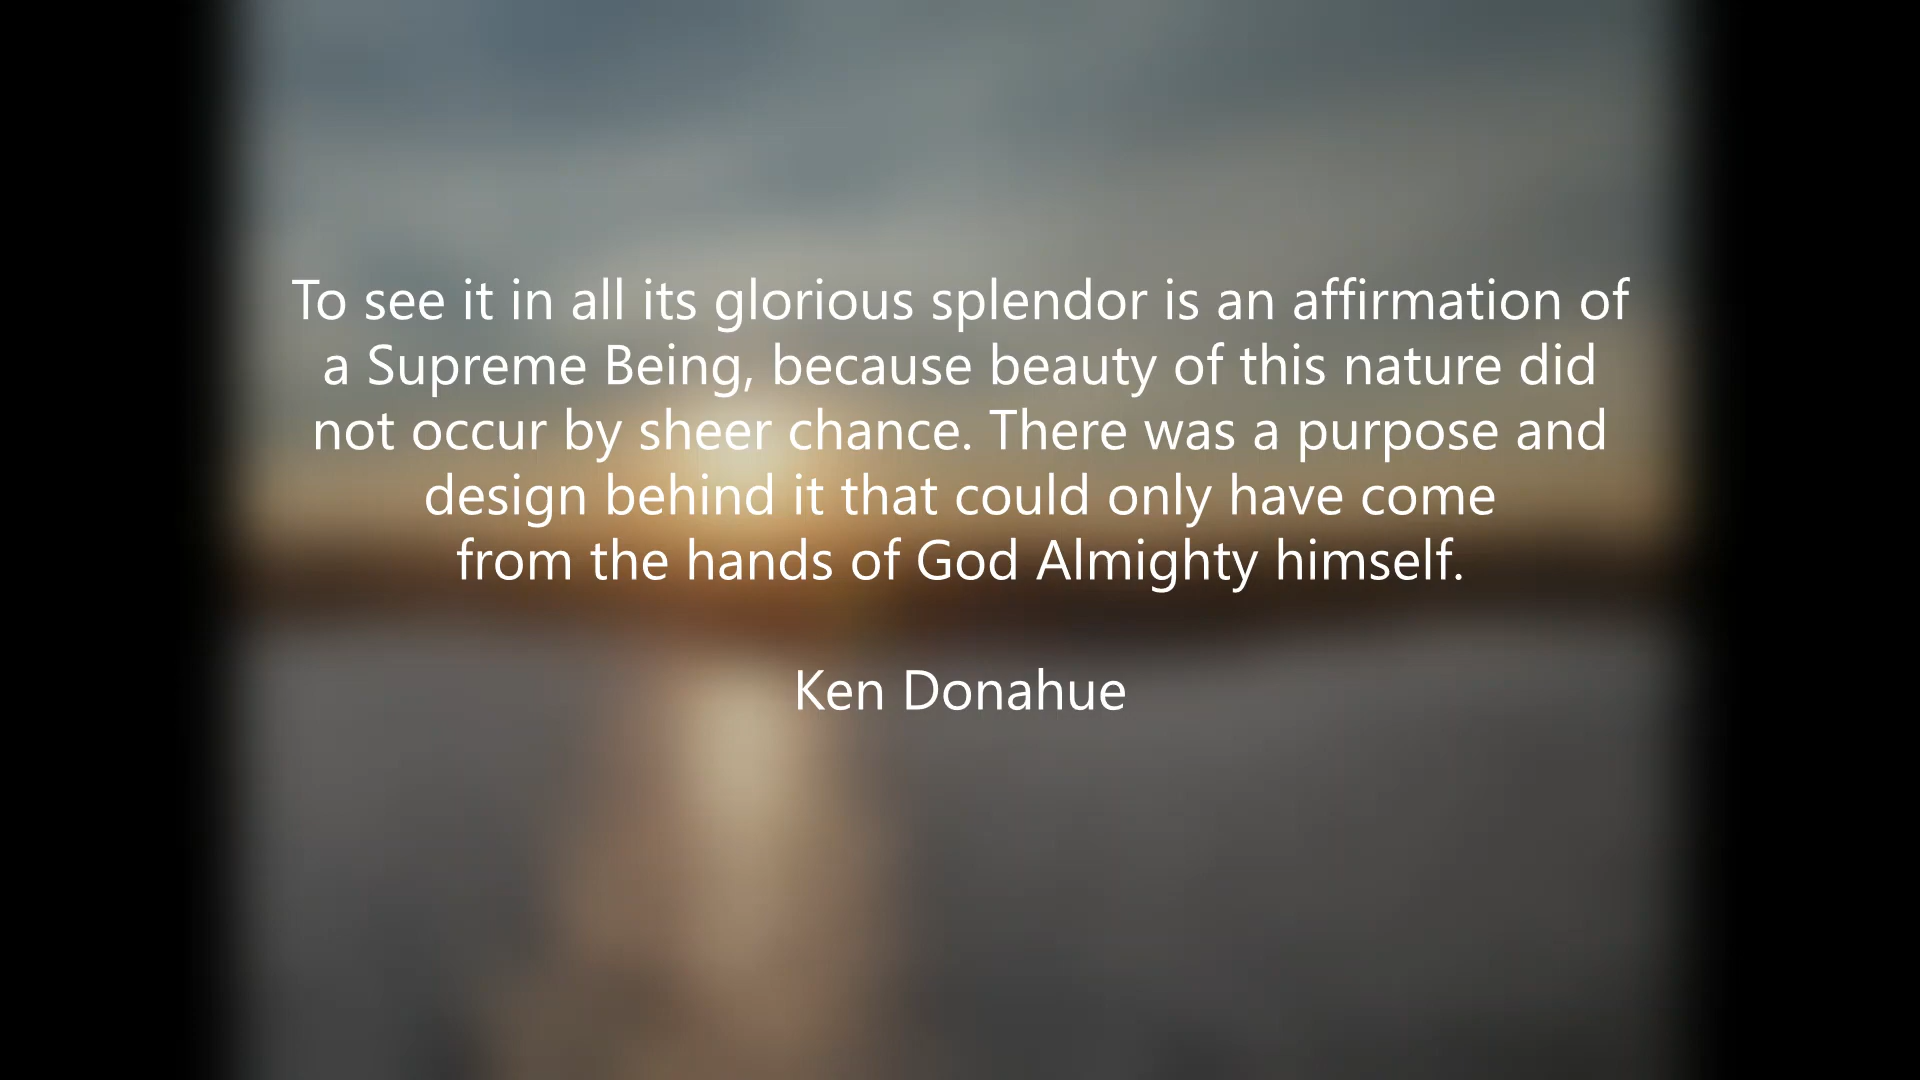 To see it in all its glorious splendor is an affirmation of
a Supreme Being, because beauty of this nature did
not occur by sheer chance. There was a purpose and
design behind it that could only have come
from the hands of God Almighty himself.
Ken Donahue